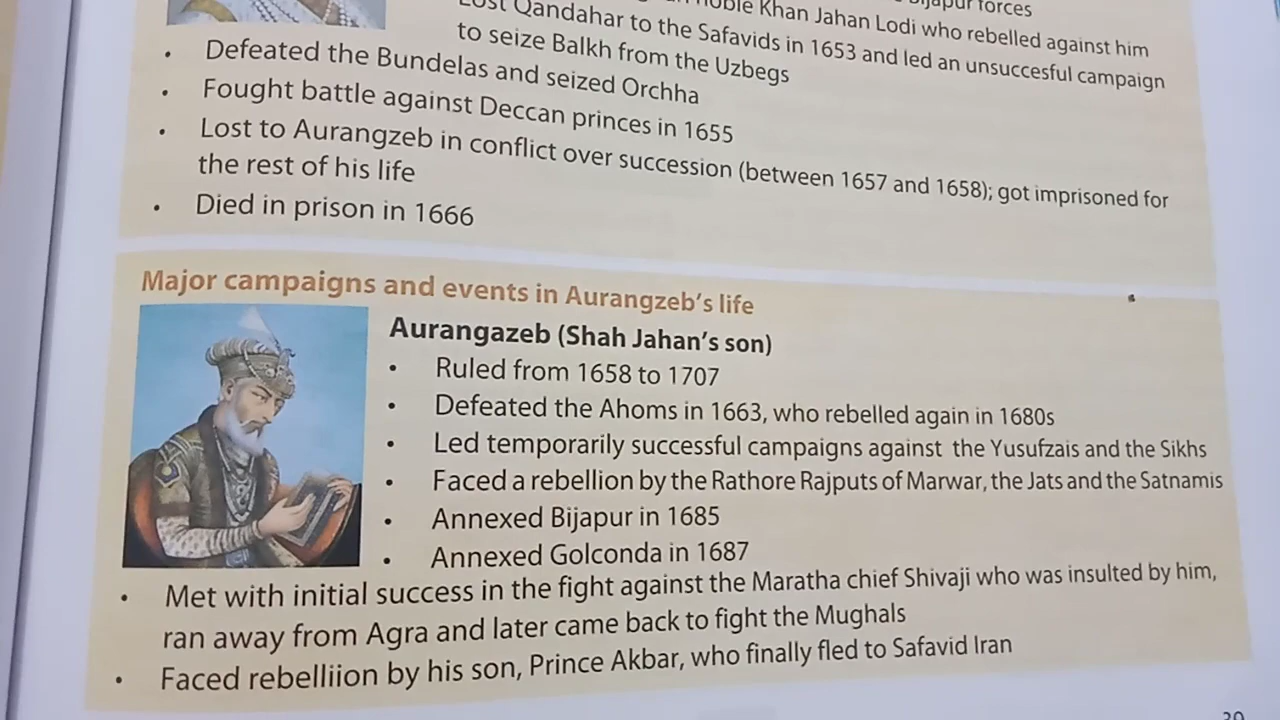 Bijapur forces
noble Khan Jahan Lodi who rebelled against him
Lost Qandahar to the Safavids in 1653 and led an unsuccesful campaign
to seize Balkh from the Uzbegs
• Defeated the Bundelas and seized Orchha
• Fought battle against Deccan princes in 1655
• Lost to Aurangzeb in conflict over succession (between 1657 and 1658); got imprisoned for
the rest of his life
• Died in prison in 1666
Major campaigns and events in Aurangzeb's life
Aurangazeb (Shah Jahan's son)
• Ruled from 1658 to 1707
• Defeated the Ahoms in 1663, who rebelled again in 1680s
• Led temporarily successful campaigns against the Yusufzais and the Sikhs
• Faced a rebellion by the Rathore Rajputs of Marwar, the Jats and the Satnamis
• Annexed Bijapur in 1685
• Annexed Golconda in 1687
• Met with initial success in the fight against the Maratha chief Shivaji who was insulted by him,
ran away from Agra and later came back to fight the Mughals
• Faced rebelliion by his son, Prince Akbar, who finally fled to Safavid Iran